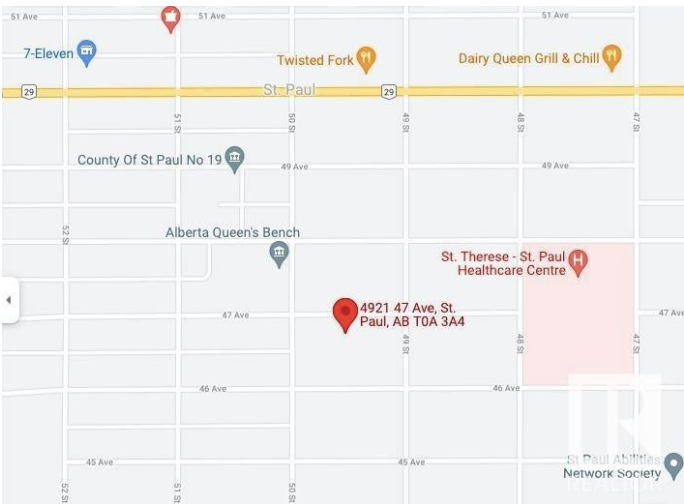 51 Ave
51 Ave
51 Ave
7-Eleven
Twisted Fork
Dairy Queen Grill & Chill
29
St. Paul
29
51 St
50 St
49 St
48 St
47 St
County Of St Paul No 19
49 Ave
49 Ave
52 St
Alberta Queen's Bench
St. Therese - St. Paul
Healthcare Centre
H
4921 47 Ave, St.
Paul, AB T0A 3A4
47 Ave
47 Ave
49 St
48 St
47 St
46 Ave
46 Ave
45 Ave
45 Ave
St Paul Abilities
Network Society
52 St
51 St
50 St
R
REALTOR